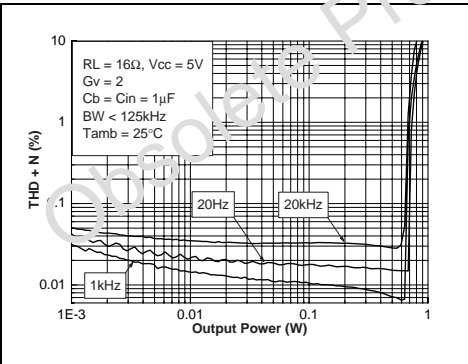 Obsolete Pr
10
RL = 16Ω, Vcc = 5V
Gv = 2
Cb = Cin = 1µF
BW < 125kHz
Tamb = 25°C
1
THD + N (%)
0.1
20Hz
20kHz
0.01
1kHz
1E-3
0.01
0.1
1
Output Power (W)